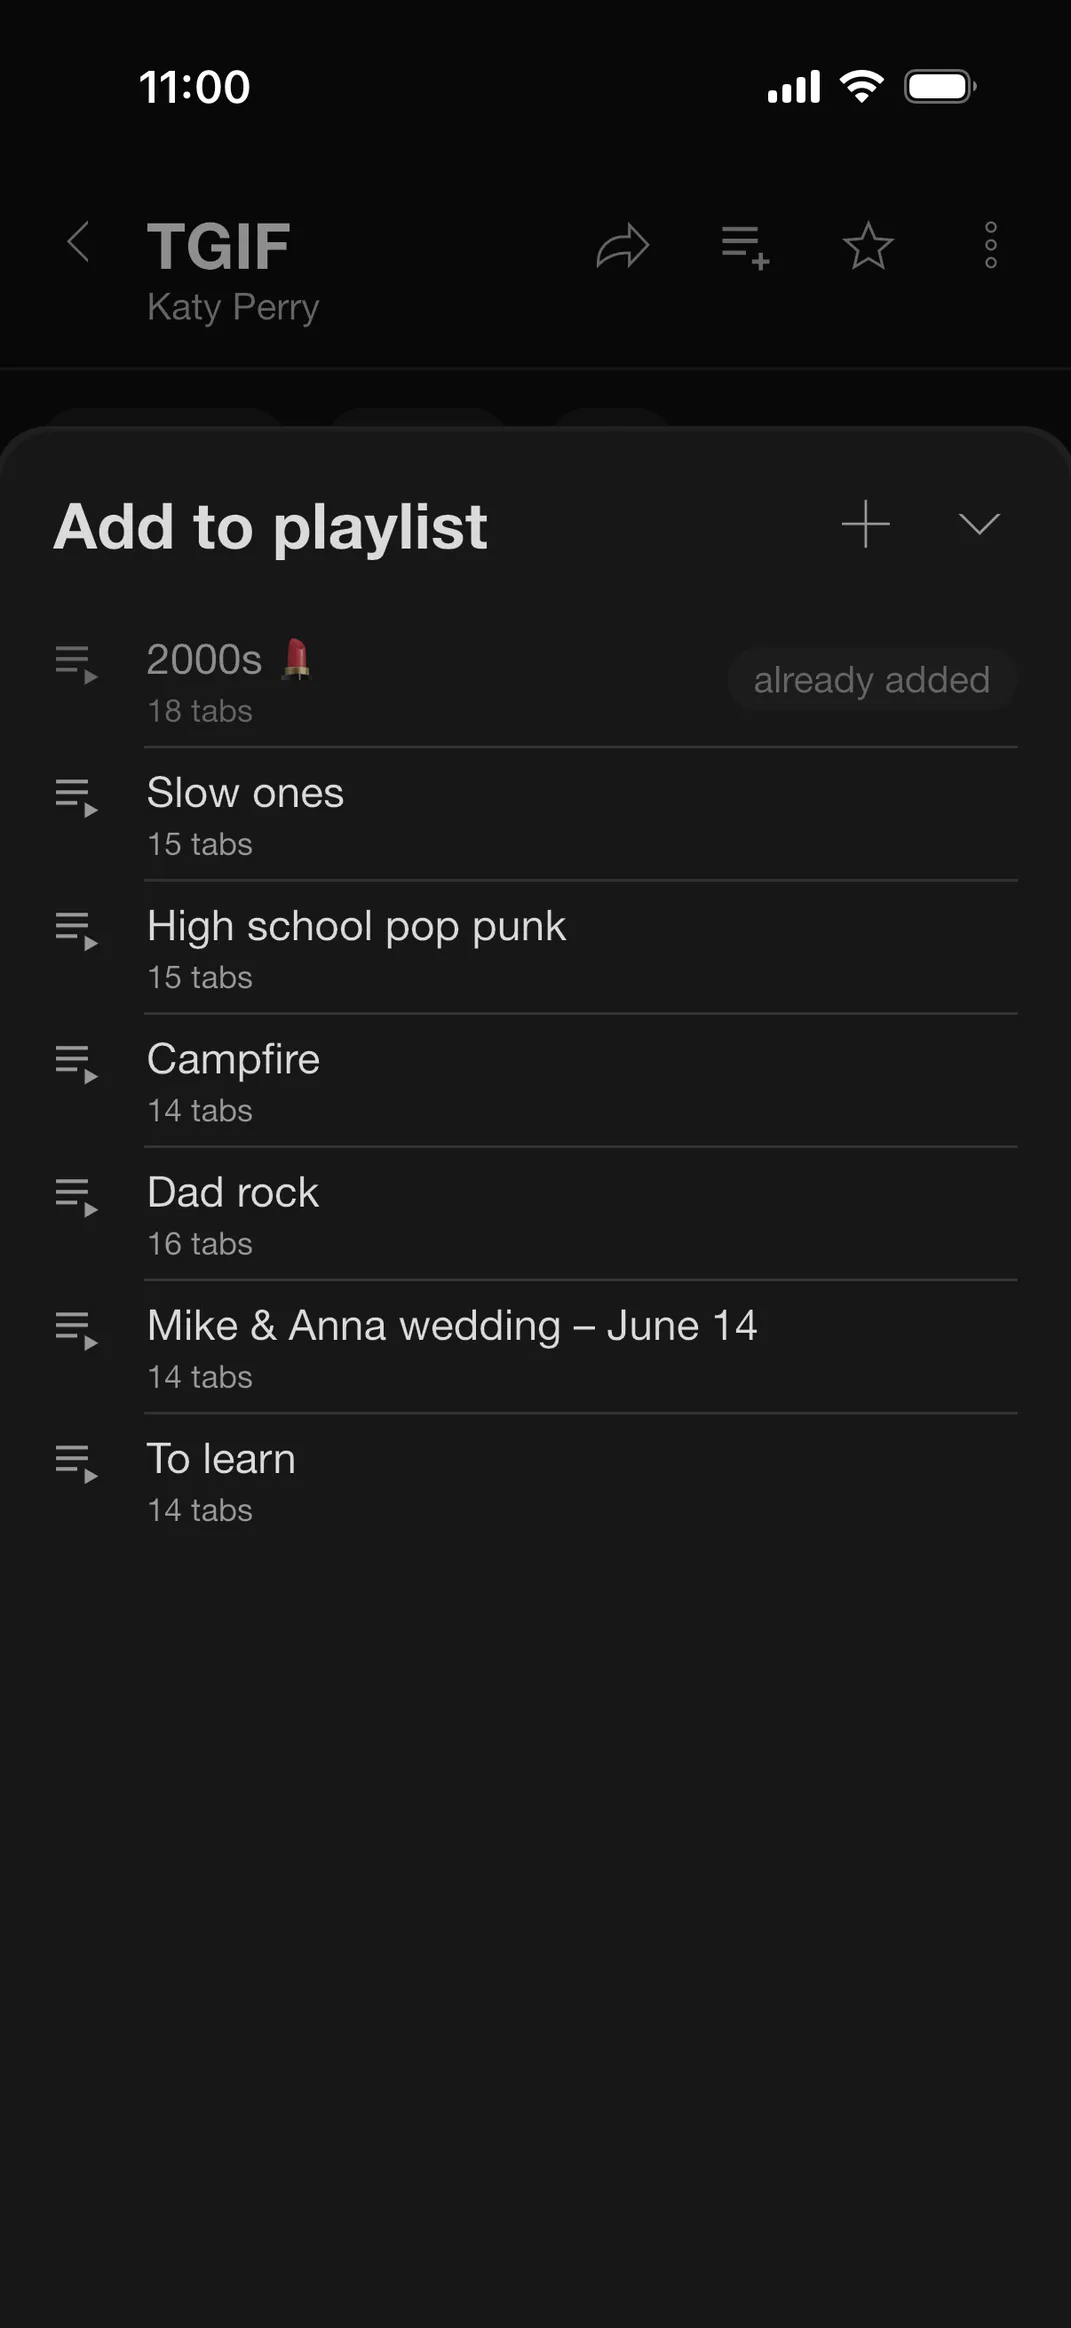 11:00
TGIF
Katy Perry
Add to playlist
2000s 💄
18 tabs
already added
Slow ones
15 tabs
High school pop punk
15 tabs
Campfire
14 tabs
Dad rock
16 tabs
Mike & Anna wedding – June 14
14 tabs
To learn
14 tabs